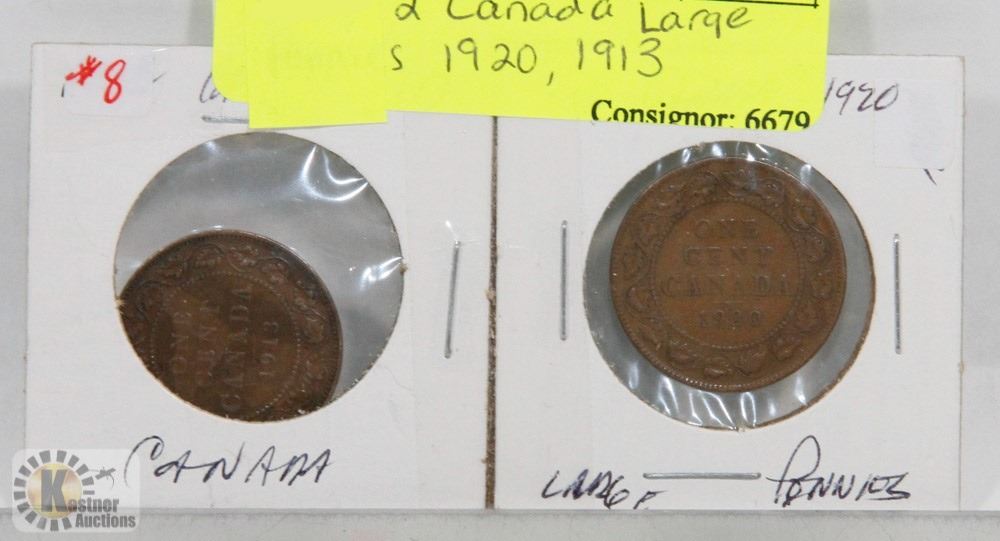 2 Canada Large
s 1920, 1913
Consignor: 6679
#8
1920
ONE
CENT
CANADA
1913
ONE
CENT
CANADA
1920
CANADA
LARGE
PENNIES
Kastner
Auctions